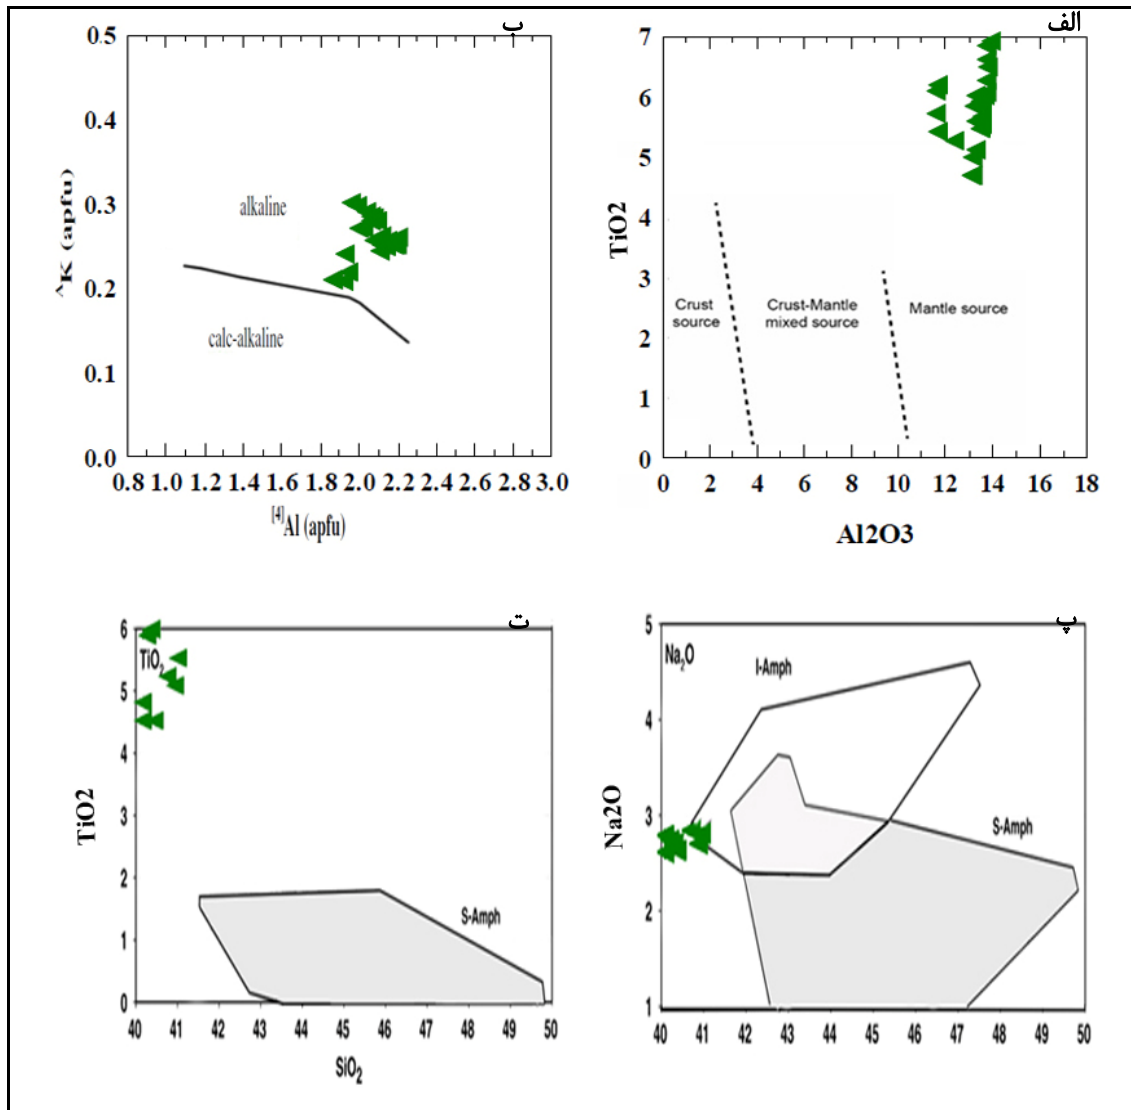 الف
7
6
5
4
3
2
1
0
TiO2
Crust
source
Crust-Mantle
mixed source
Mantle source
0 2 4 6 8 10 12 14 16 18
Al2O3
ب
0.5
0.4
0.3
0.2
0.1
0.0
ᴬK (apfu)
alkaline
calc-alkaline
0.8 1.0 1.2 1.4 1.6 1.8 2.0 2.2 2.4 2.6 2.8 3.0
[4]Al (apfu)
پ
5
4
3
2
1
Na2O
Na₂O
I-Amph
S-Amph
40 41 42 43 44 45 46 47 48 49 50
ت
6
5
4
3
2
1
0
TiO2
TiO₂
S-Amph
40 41 42 43 44 45 46 47 48 49 50
SiO₂